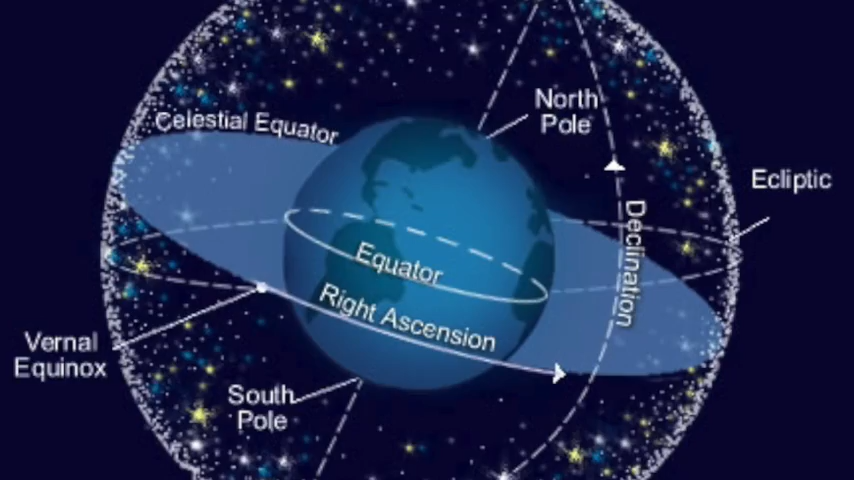 Celestial Equator
North
Pole
Ecliptic
Declination
Equator
Right Ascension
Vernal
Equinox
South
Pole